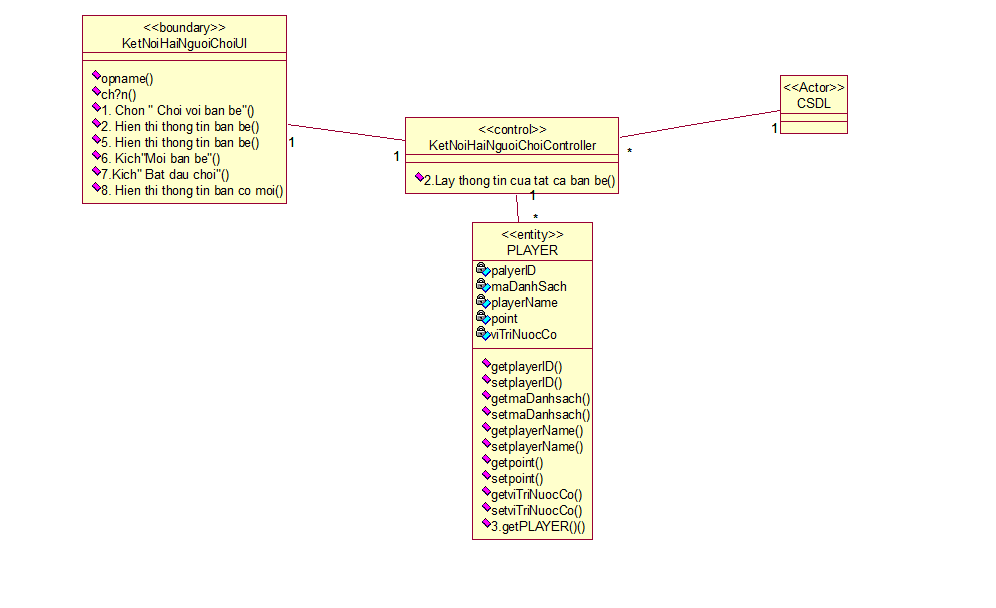 <<boundary>>
KetNoiHaiNguoiChoiUI
opname()
ch?n()
1. Chon " Choi voi ban be"()
2. Hien thi thong tin ban be()
5. Hien thi thong tin ban be()
6. Kich"Moi ban be"()
7.Kich" Bat dau choi"()
8. Hien thi thong tin ban co moi()
1
1
<<control>>
KetNoiHaiNguoiChoiController
2.Lay thong tin cua tat ca ban be()
*
1
<<Actor>>
CSDL
1
*
<<entity>>
PLAYER
palyerID
maDanhSach
playerName
point
viTriNuocCo
getplayerID()
setplayerID()
getmaDanhsach()
setmaDanhsach()
getplayerName()
setplayerName()
getpoint()
setpoint()
getviTriNuocCo()
setviTriNuocCo()
3.getPLAYER()()